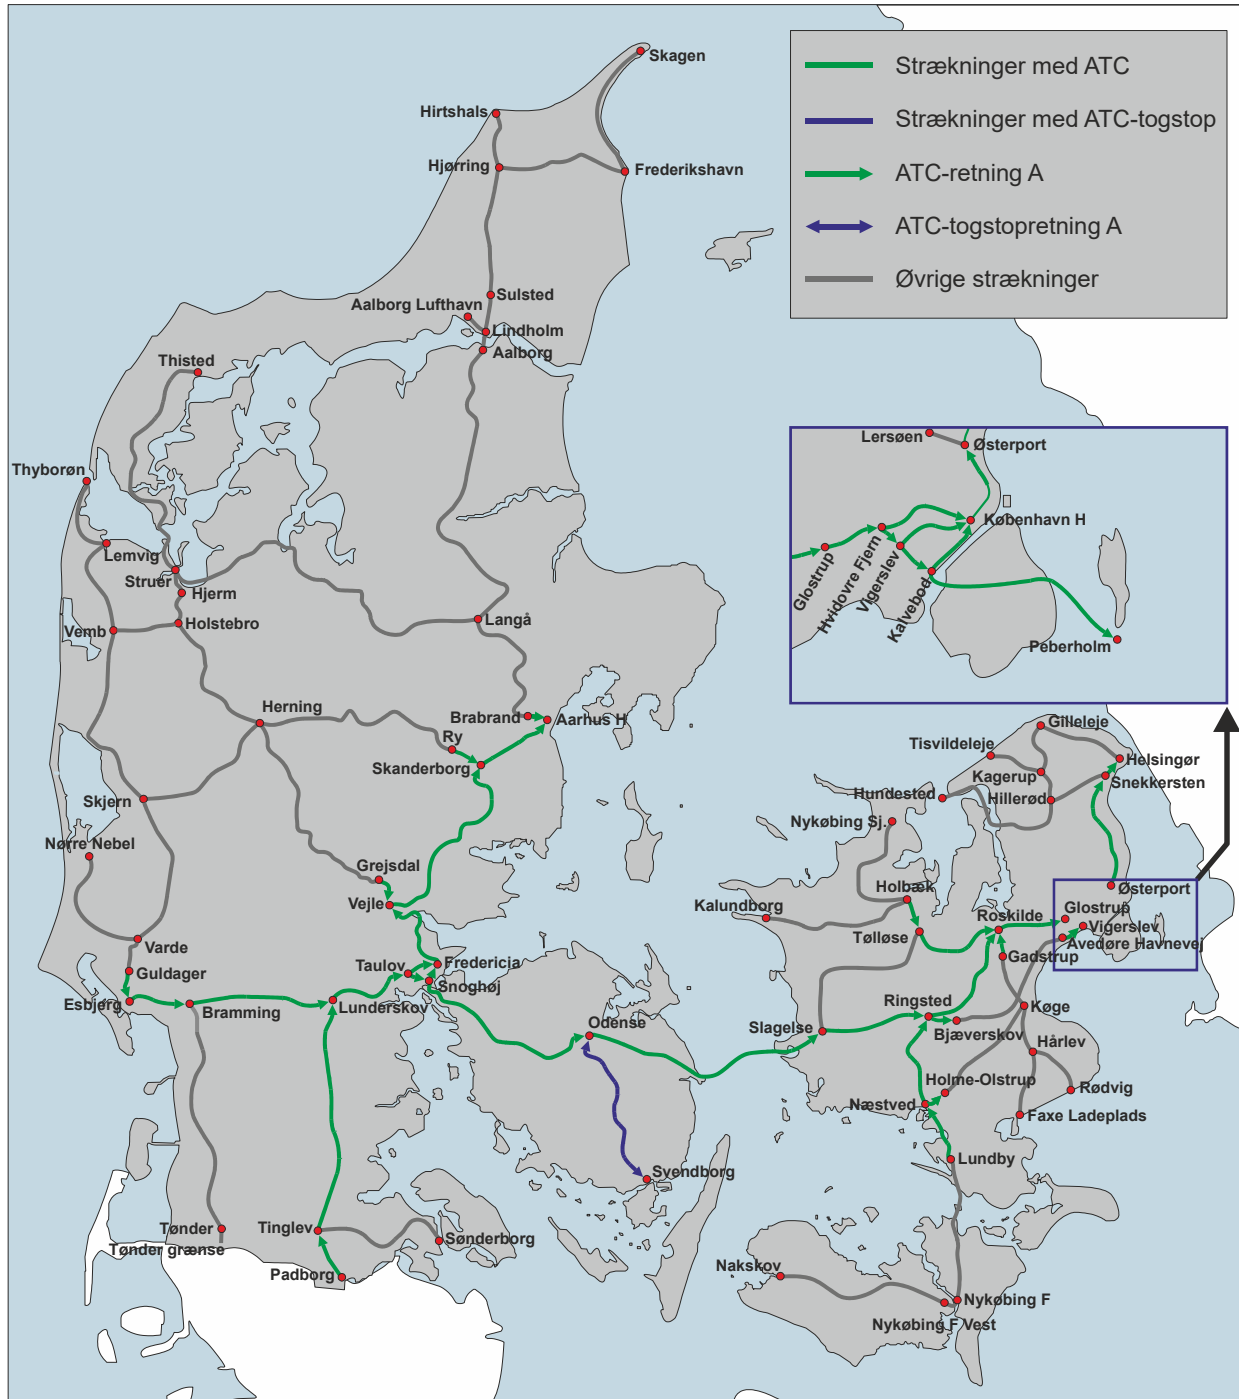 Skagen
Hirtshals
Hjørring
Frederikshavn
Strækninger med ATC
Strækninger med ATC-togstop
ATC-retning A
ATC-togstopretning A
Øvrige strækninger
Sulsted
Aalborg Lufthavn
Lindholm
Aalborg
Thisted
Thyborøn
Lemvig
Struer
Hjerm
Holstebro
Vemb
Langå
Herning
Brabrand
Aarhus H
Ry
Skanderborg
Skjern
Nørre Nebel
Grejsdal
Vejle
Varde
Guldager
Esbjerg
Bramming
Taulov
Fredericia
Snoghøj
Lunderskov
Odense
Svendborg
Tønder
Tønder grænse
Tinglev
Sønderborg
Padborg
Lersøen
Østerport
København H
Glostrup
Hvidovre Fjern
Vigerslev
Kalvebod
Peberholm
Gilleleje
Tisvildeleje
Helsingør
Kagerup
Snekkersten
Hundested
Hillerød
Nykøbing Sj.
Østerport
Holbæk
Kalundborg
Roskilde
Glostrup
Vigerslev
Tølløse
Avedøre Havnevej
Gadstrup
Ringsted
Køge
Slagelse
Bjæverskov
Hårlev
Holme-Olstrup
Rødvig
Næstved
Faxe Ladeplads
Lundby
Nakskov
Nykøbing F
Nykøbing F Vest